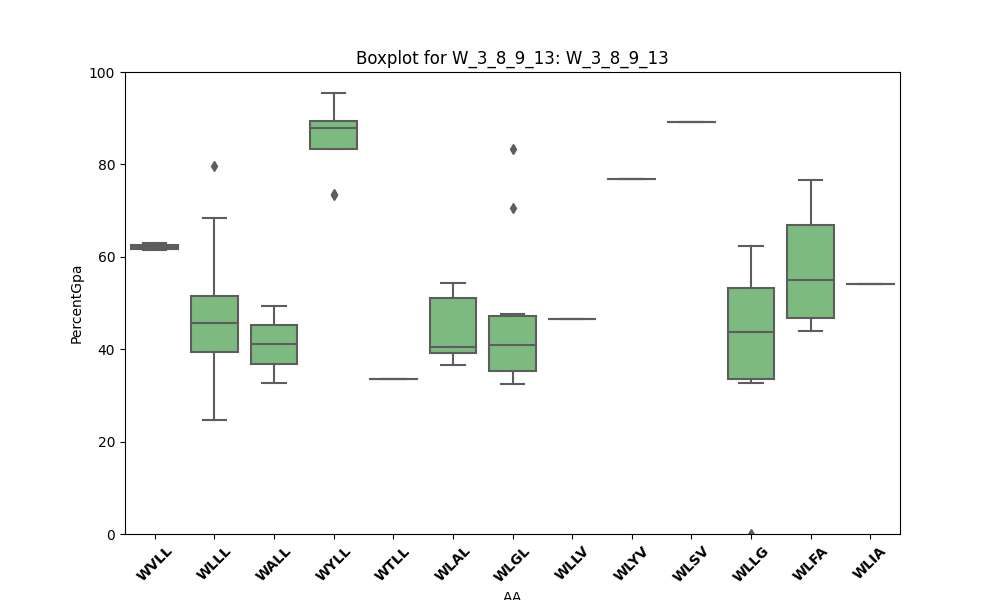 Boxplot for W_3_8_9_13: W_3_8_9_13
100
80
60
40
20
0
PercentGpa
WVLL
WLLL
WALL
WYLL
WTLL
WLAL
WLGL
WLLV
WLYV
WLSV
WLLG
WLFA
WLIA
AA